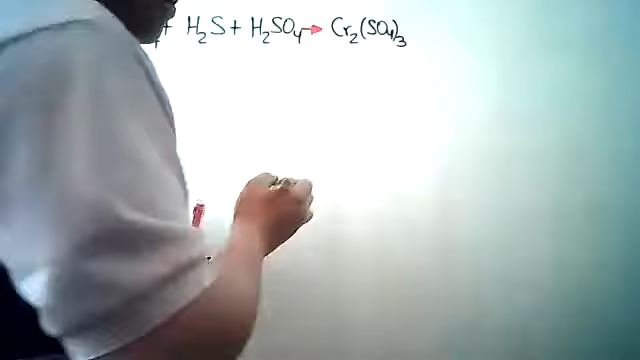 + H₂S + H₂SO₄ → Cr₂(SO₄)₃